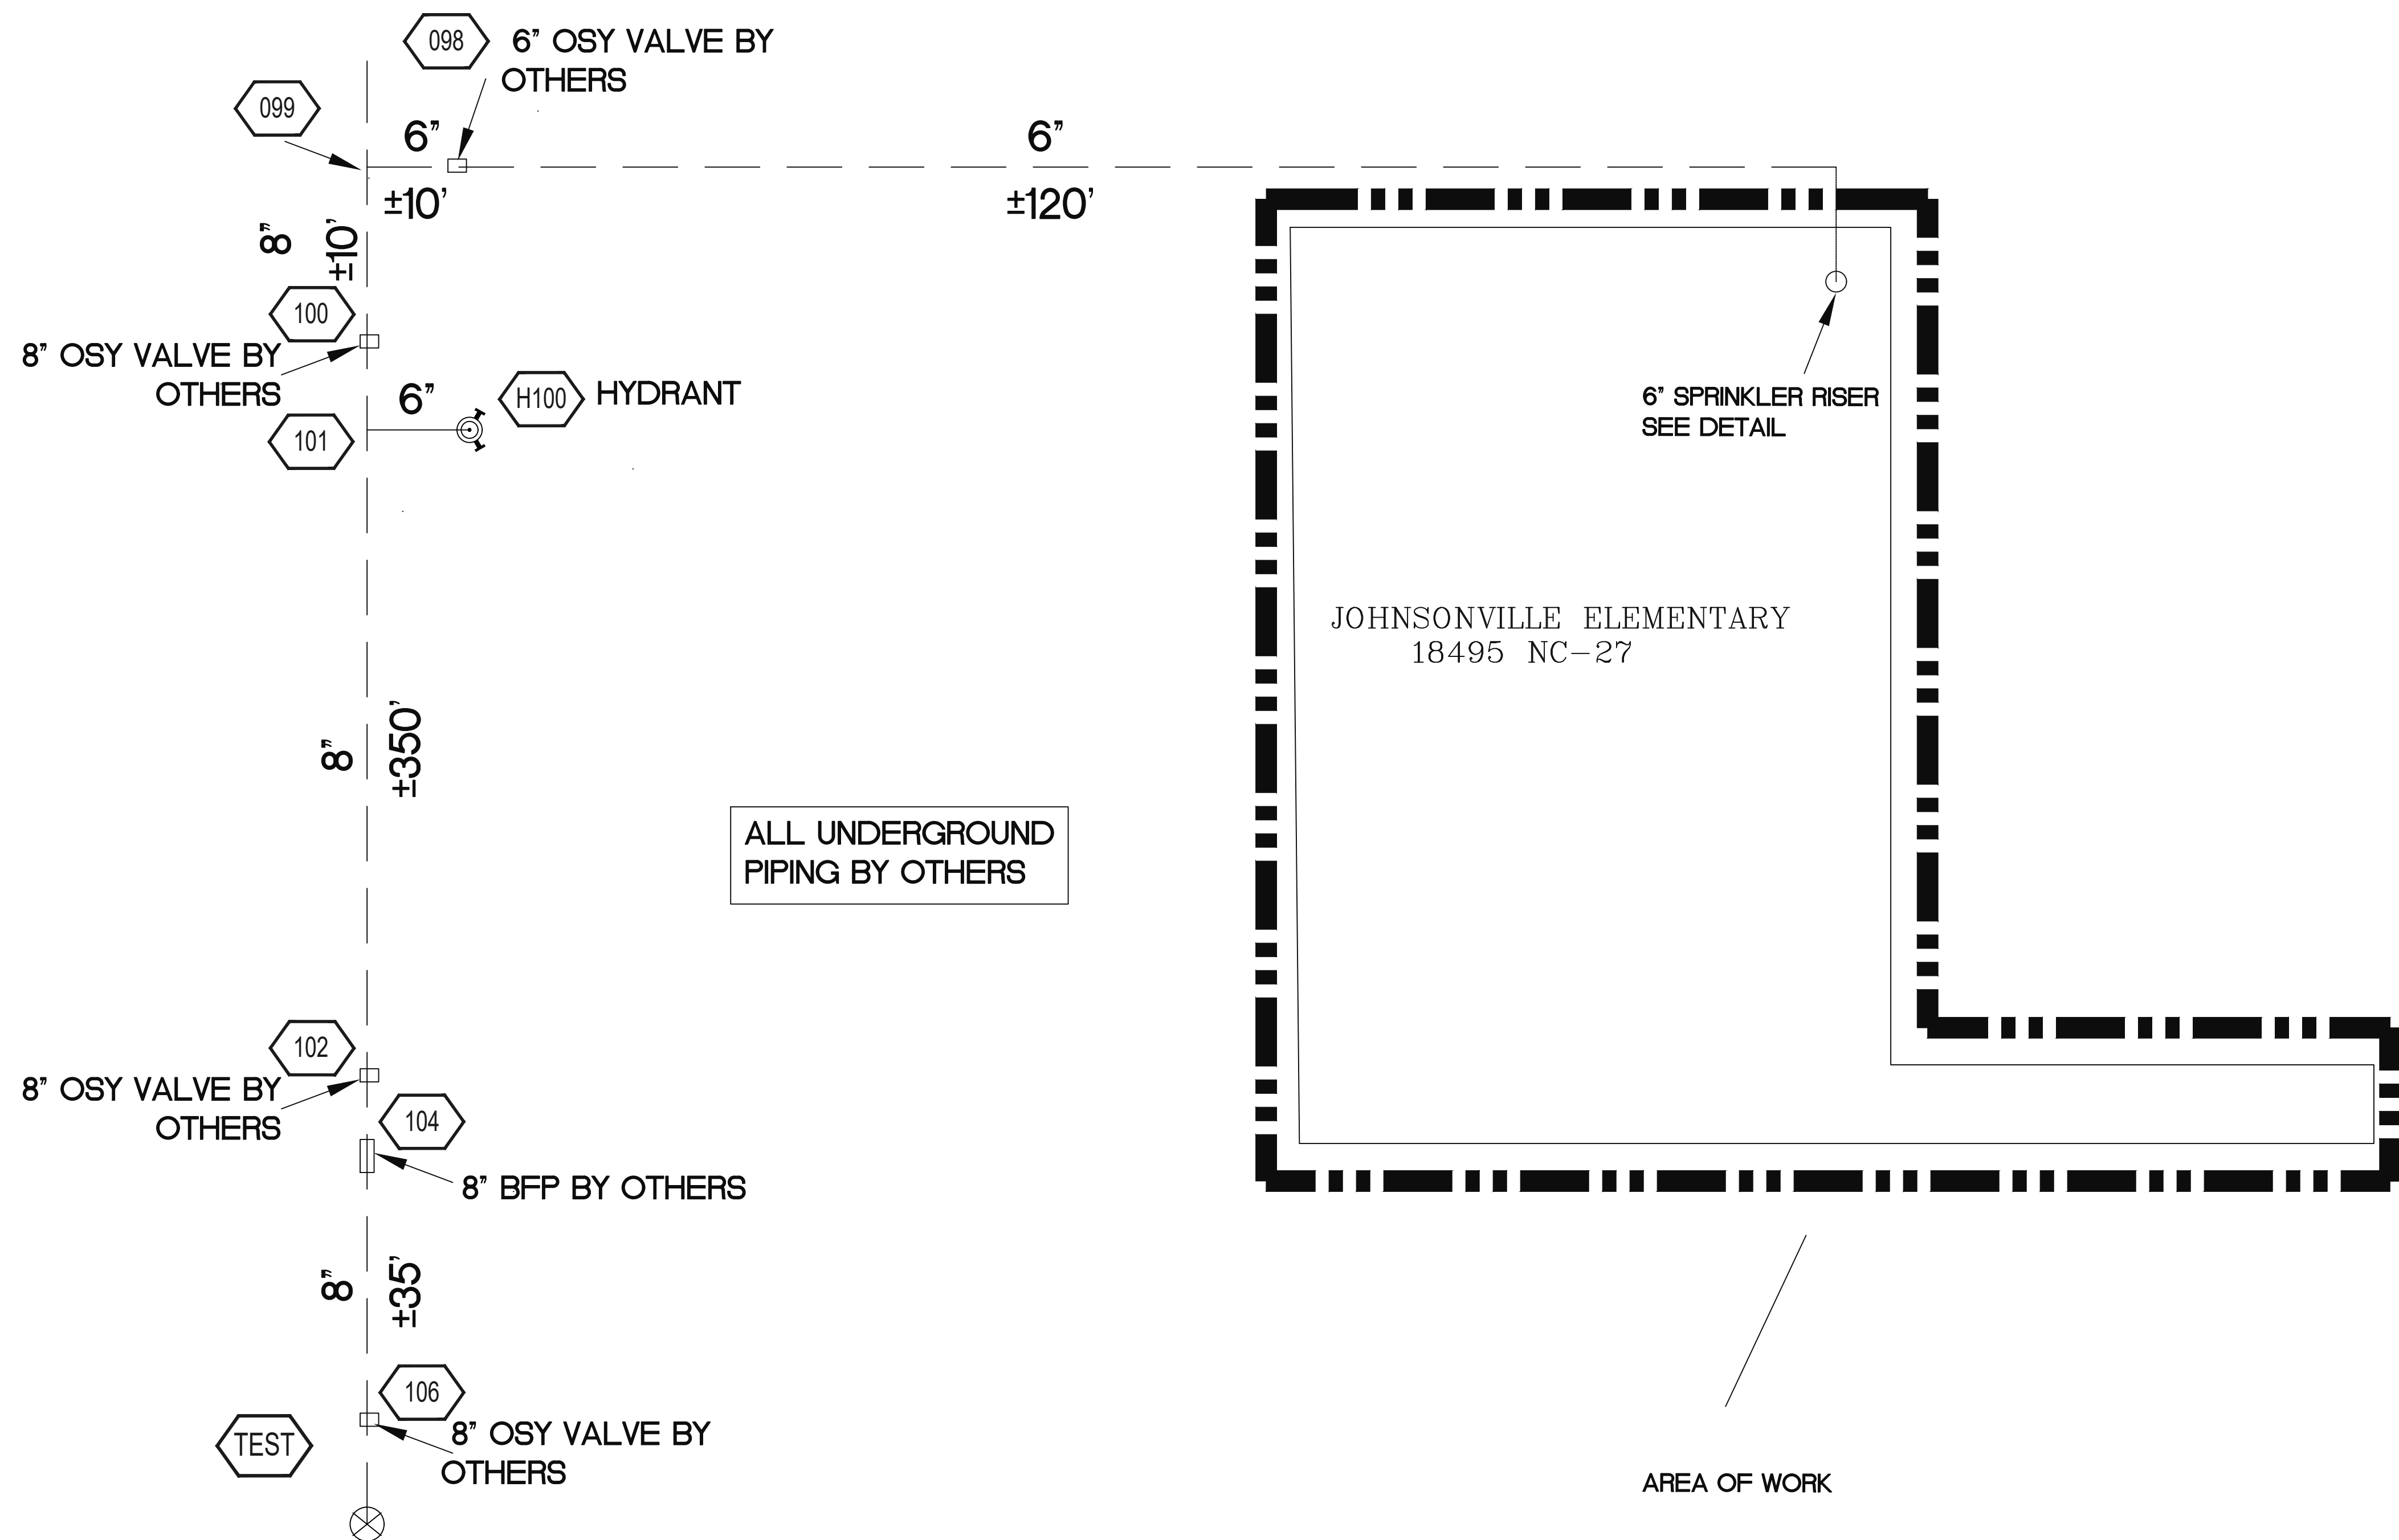 098
6" OSY VALVE BY
OTHERS
099
6"
6"
±10'
±120'
8"
±10'
100
8" OSY VALVE BY
OTHERS
6"
H100
HYDRANT
101
6" SPRINKLER RISER
SEE DETAIL
JOHNSONVILLE ELEMENTARY
18495 NC-27
8"
±350'
ALL UNDERGROUND
PIPING BY OTHERS
102
8" OSY VALVE BY
OTHERS
104
8" BFP BY OTHERS
8"
±35'
106
8" OSY VALVE BY
OTHERS
TEST
AREA OF WORK